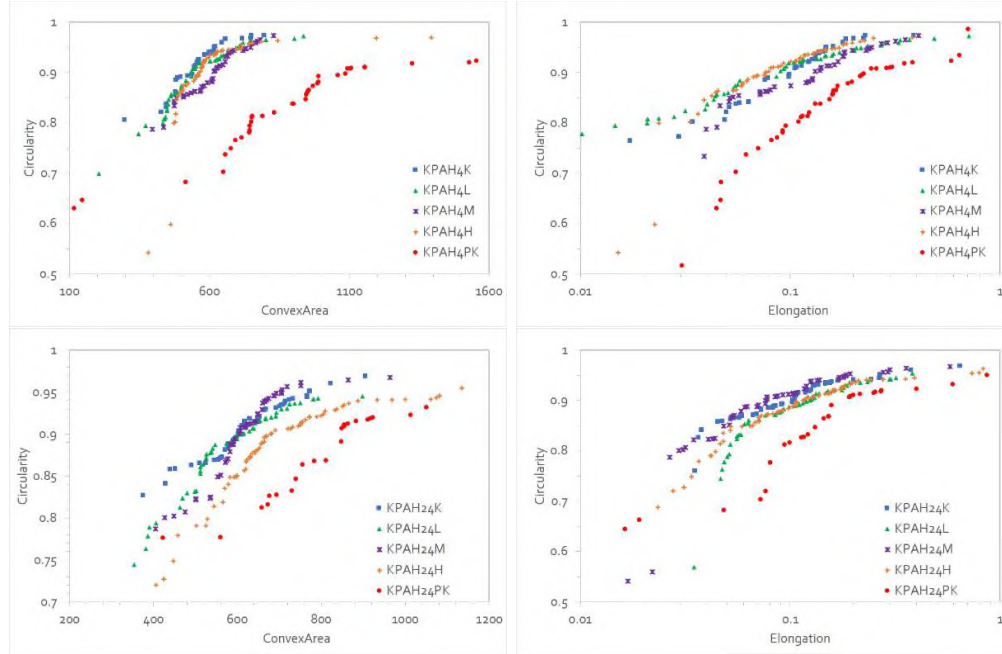 1
0.9
0.8
0.7
0.6
0.5
Circularity
100
600
1100
1600
ConvexArea
KPAH4K
KPAH4L
KPAH4M
KPAH4H
KPAH4PK
1
0.9
0.8
0.7
0.6
0.5
Circularity
0.01
0.1
1
Elongation
KPAH4K
KPAH4L
KPAH4M
KPAH4H
KPAH4PK
1
0.95
0.9
0.85
0.8
0.75
0.7
Circularity
200
400
600
800
1000
1200
ConvexArea
KPAH24K
KPAH24L
KPAH24M
KPAH24H
KPAH24PK
1
0.9
0.8
0.7
0.6
0.5
Circularity
0.01
0.1
1
Elongation
KPAH24K
KPAH24L
KPAH24M
KPAH24H
KPAH24PK